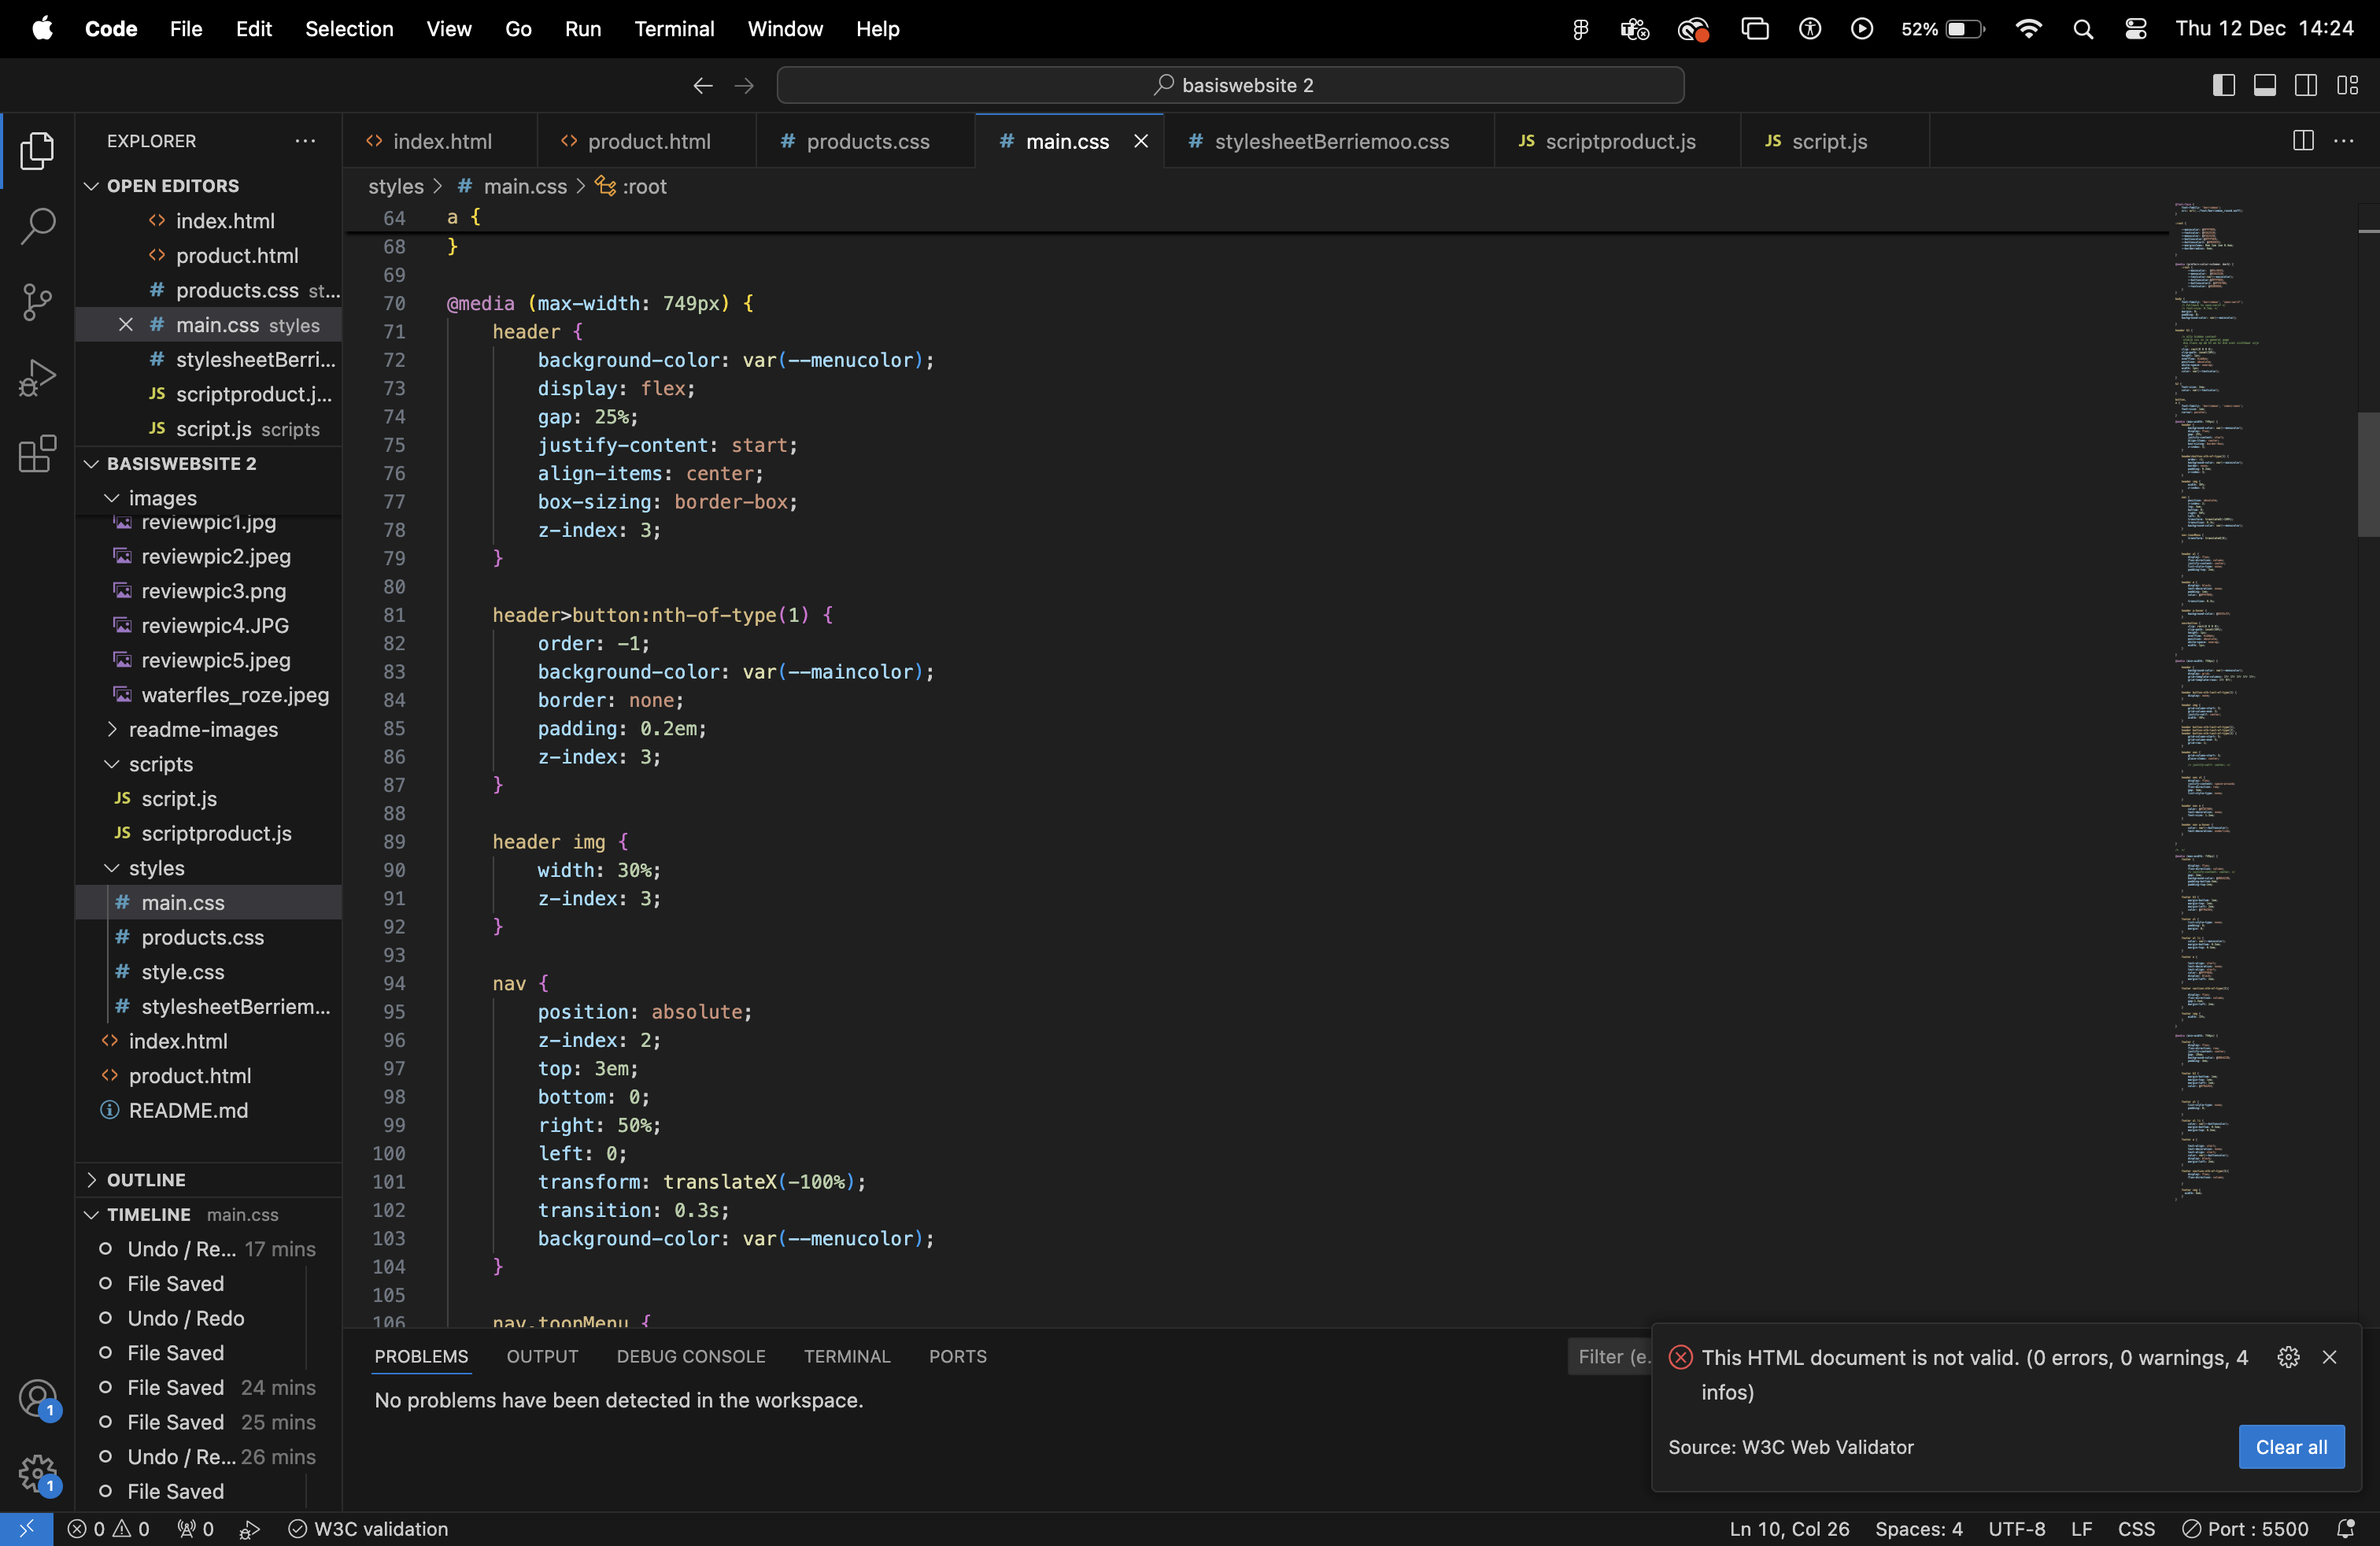 Code File Edit Selection View Go Run Terminal Window Help 52% Thu 12 Dec 14:24
basiswebsite 2
EXPLORER
OPEN EDITORS
index.html
product.html
products.css st...
main.css styles
stylesheetBerri...
JS scriptproduct.j...
JS script.js scripts
BASISWEBSITE 2
images
reviewpic1.jpg
reviewpic2.jpeg
reviewpic3.png
reviewpic4.JPG
reviewpic5.jpeg
waterfles_roze.jpeg
readme-images
scripts
JS script.js
JS scriptproduct.js
styles
# main.css
# products.css
# style.css
# stylesheetBerriem...
index.html
product.html
README.md
OUTLINE
TIMELINE main.css
Undo / Re... 17 mins
File Saved
Undo / Redo
File Saved
File Saved 24 mins
File Saved 25 mins
Undo / Re... 26 mins
File Saved
index.html product.html # products.css # main.css # stylesheetBerriemoo.css JS scriptproduct.js JS script.js
styles > # main.css > :root
64 a {
68 }
69
70 @media (max-width: 749px) {
71 header {
72 background-color: var(--menucolor);
73 display: flex;
74 gap: 25%;
75 justify-content: start;
76 align-items: center;
77 box-sizing: border-box;
78 z-index: 3;
79 }
80
81 header>button:nth-of-type(1) {
82 order: -1;
83 background-color: var(--maincolor);
84 border: none;
85 padding: 0.2em;
86 z-index: 3;
87 }
88
89 header img {
90 width: 30%;
91 z-index: 3;
92 }
93
94 nav {
95 position: absolute;
96 z-index: 2;
97 top: 3em;
98 bottom: 0;
99 right: 50%;
100 left: 0;
101 transform: translateX(-100%);
102 transition: 0.3s;
103 background-color: var(--menucolor);
104 }
105
106 nav.toonMenu {
PROBLEMS OUTPUT DEBUG CONSOLE TERMINAL PORTS Filter (e.
No problems have been detected in the workspace.
This HTML document is not valid. (0 errors, 0 warnings, 4
infos)
Source: W3C Web Validator
Clear all
1
1
0 0 0 W3C validation Ln 10, Col 26 Spaces: 4 UTF-8 LF CSS Port : 5500